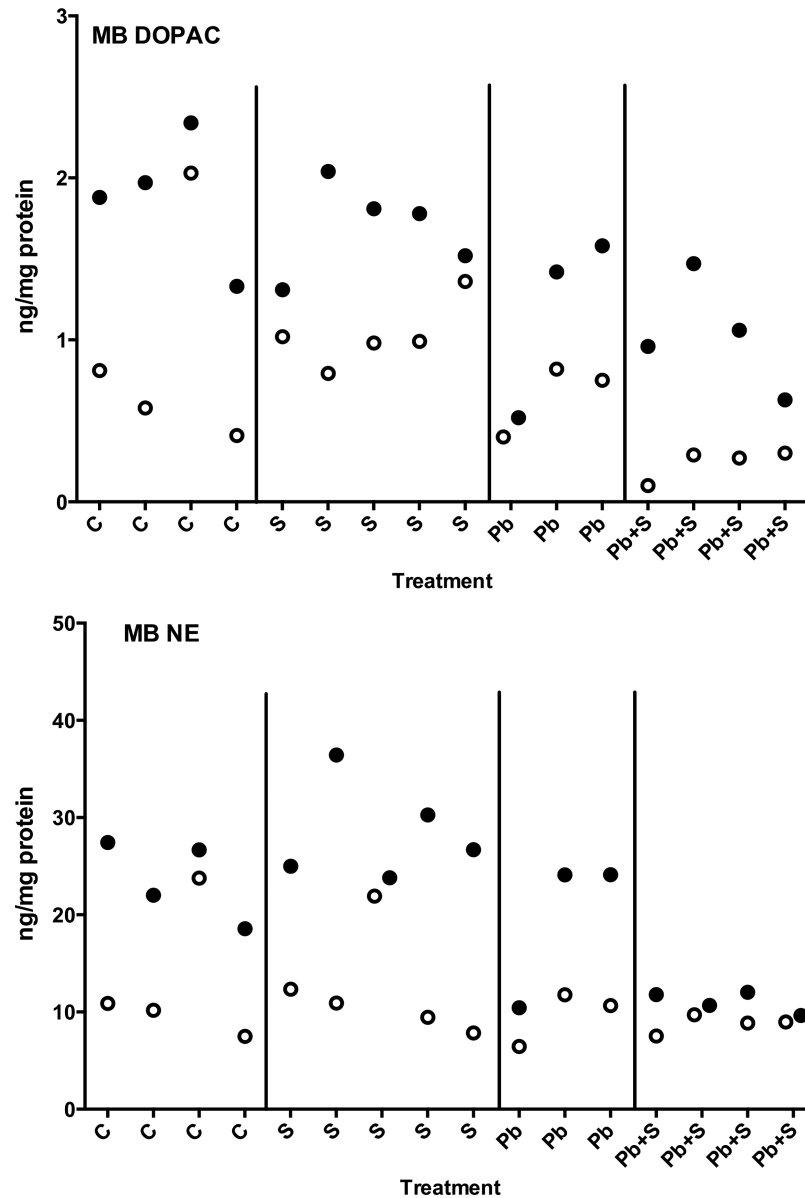 3
MB DOPAC
2
ng/mg protein
1
0
C C C C S S S S S Pb Pb Pb Pb+S Pb+S Pb+S Pb+S
Treatment
50
MB NE
40
30
ng/mg protein
20
10
0
C C C C S S S S S Pb Pb Pb Pb+S Pb+S Pb+S Pb+S
Treatment